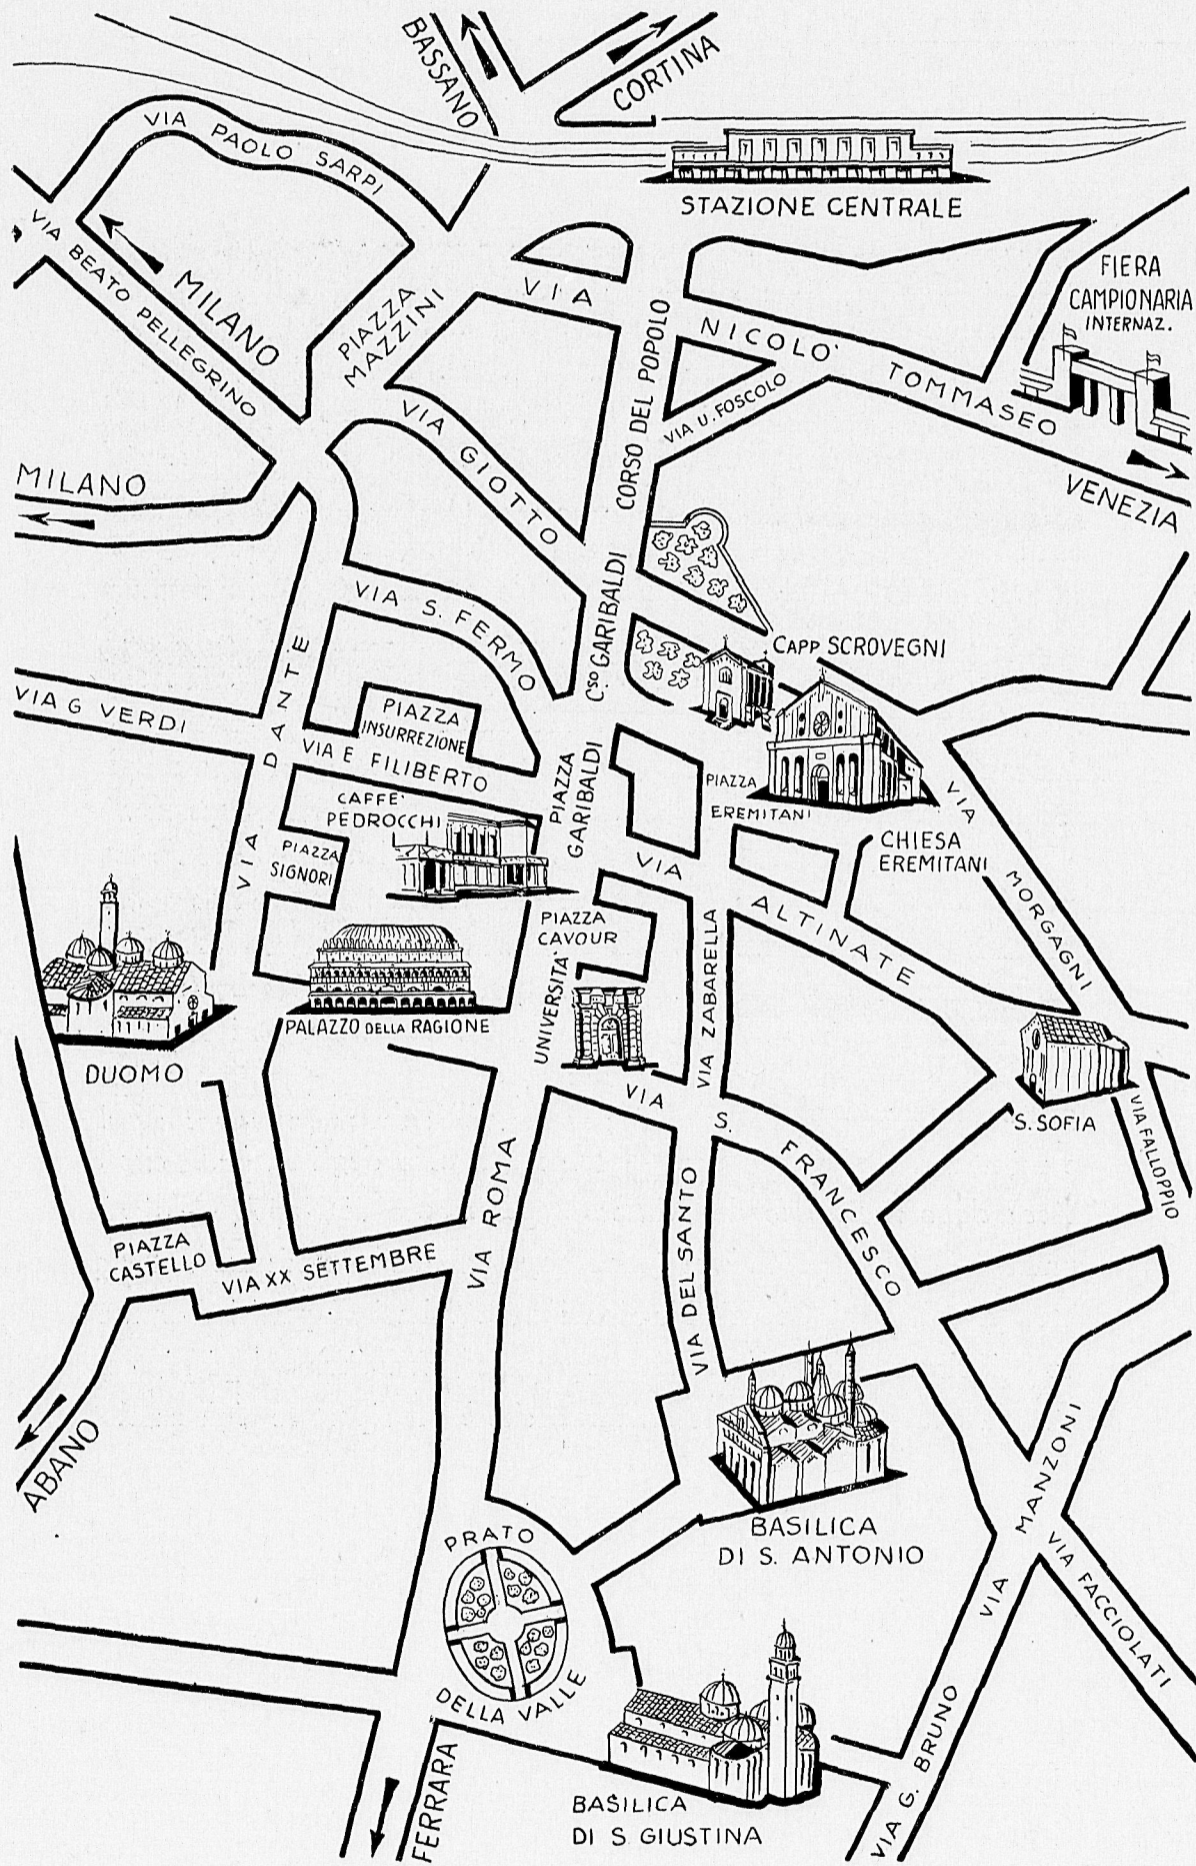 BASSANO
CORTINA
VIA PAOLO SARPI
STAZIONE CENTRALE
VIA BEATO PELLEGRINO
MILANO
PIAZZA
MAZZINI
VIA NICOLO' TOMMASEO
FIERA
CAMPIONARIA
INTERNAZ.
CORSO DEL POPOLO
VIA U. FOSCOLO
VIA GIOTTO
MILANO
VENEZIA
VIA S. FERMO
Cso GARIBALDI
CAPP SCROVEGNI
VIA G VERDI
VIA DANTE
PIAZZA
INSURREZIONE
VIA E FILIBERTO
PIAZZA
GARIBALDI
PIAZZA
EREMITANI
CAFFE'
PEDROCCHI
PIAZZA
SIGNORI
CHIESA
EREMITANI
VIA MORGAGNI
VIA ALTINATE
PIAZZA
CAVOUR
UNIVERSITA'
VIA ZABARELLA
PALAZZO DELLA RAGIONE
DUOMO
VIA S. FRANCESCO
S. SOFIA
VIA FALLOPPIO
VIA ROMA
VIA DEL SANTO
PIAZZA
CASTELLO
VIA XX SETTEMBRE
ABANO
BASILICA
DI S. ANTONIO
VIA MANZONI
VIA FACCIOLATI
PRATO
DELLA VALLE
FERRARA
BASILICA
DI S GIUSTINA
VIA G. BRUNO